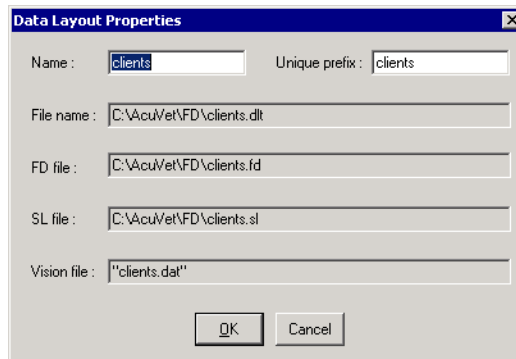 Data Layout Properties
Name : clients Unique prefix : clients
File name : C:\AcuVet\FD\clients.dlt
FD file : C:\AcuVet\FD\clients.fd
SL file : C:\AcuVet\FD\clients.sl
Vision file : "clients.dat"
OK Cancel